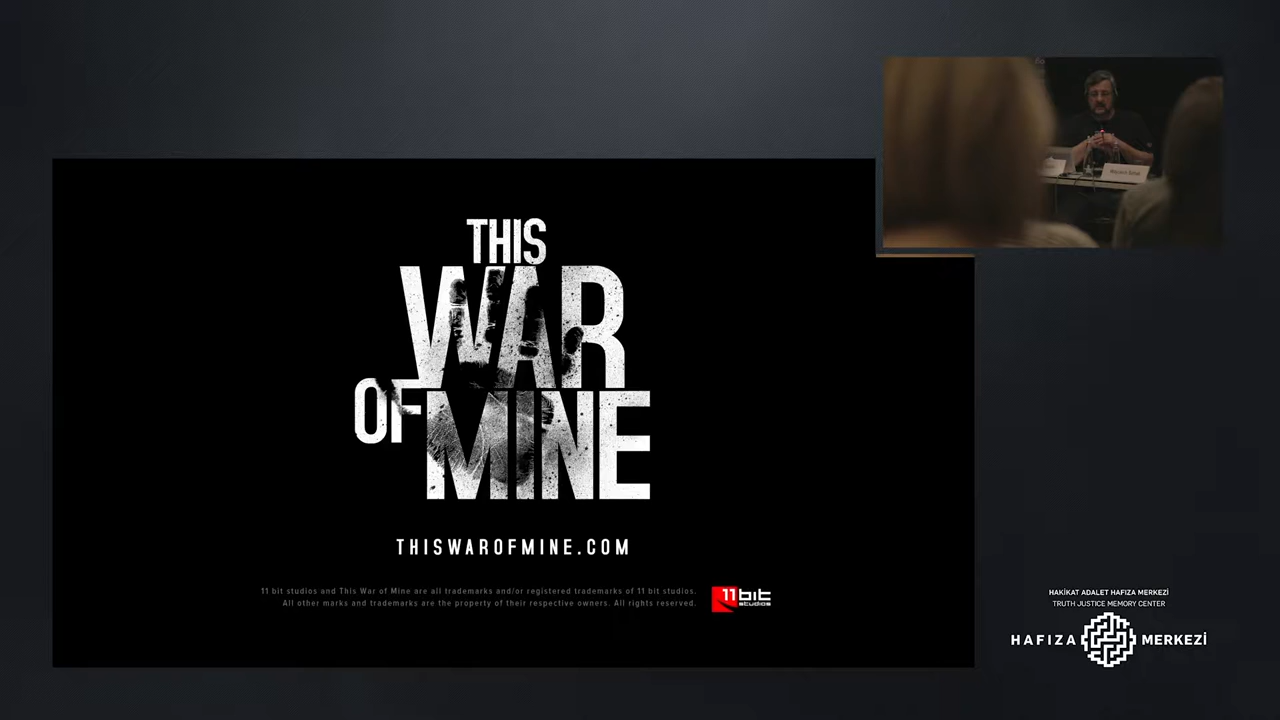 THIS
WAR
OF MINE
THISWAROFMINE.COM
11 bit studios and This War of Mine are all trademarks and/or registered trademarks of 11 bit studios.
All other marks and trademarks are the property of their respective owners. All rights reserved.
11 bit
studios
HAKİKAT ADALET HAFIZA MERKEZİ
TRUTH JUSTICE MEMORY CENTER
HAFIZA MERKEZİ